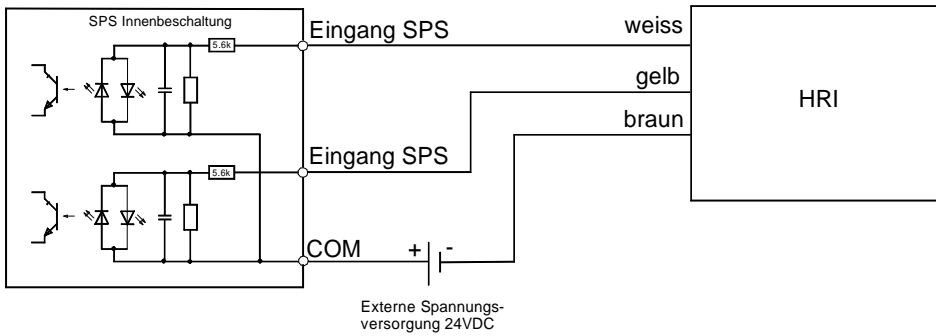 SPS Innenbeschaltung
5.6k
Eingang SPS
weiss
gelb
HRI
braun
5.6k
Eingang SPS
COM
+ -
Externe Spannungs-
versorgung 24VDC